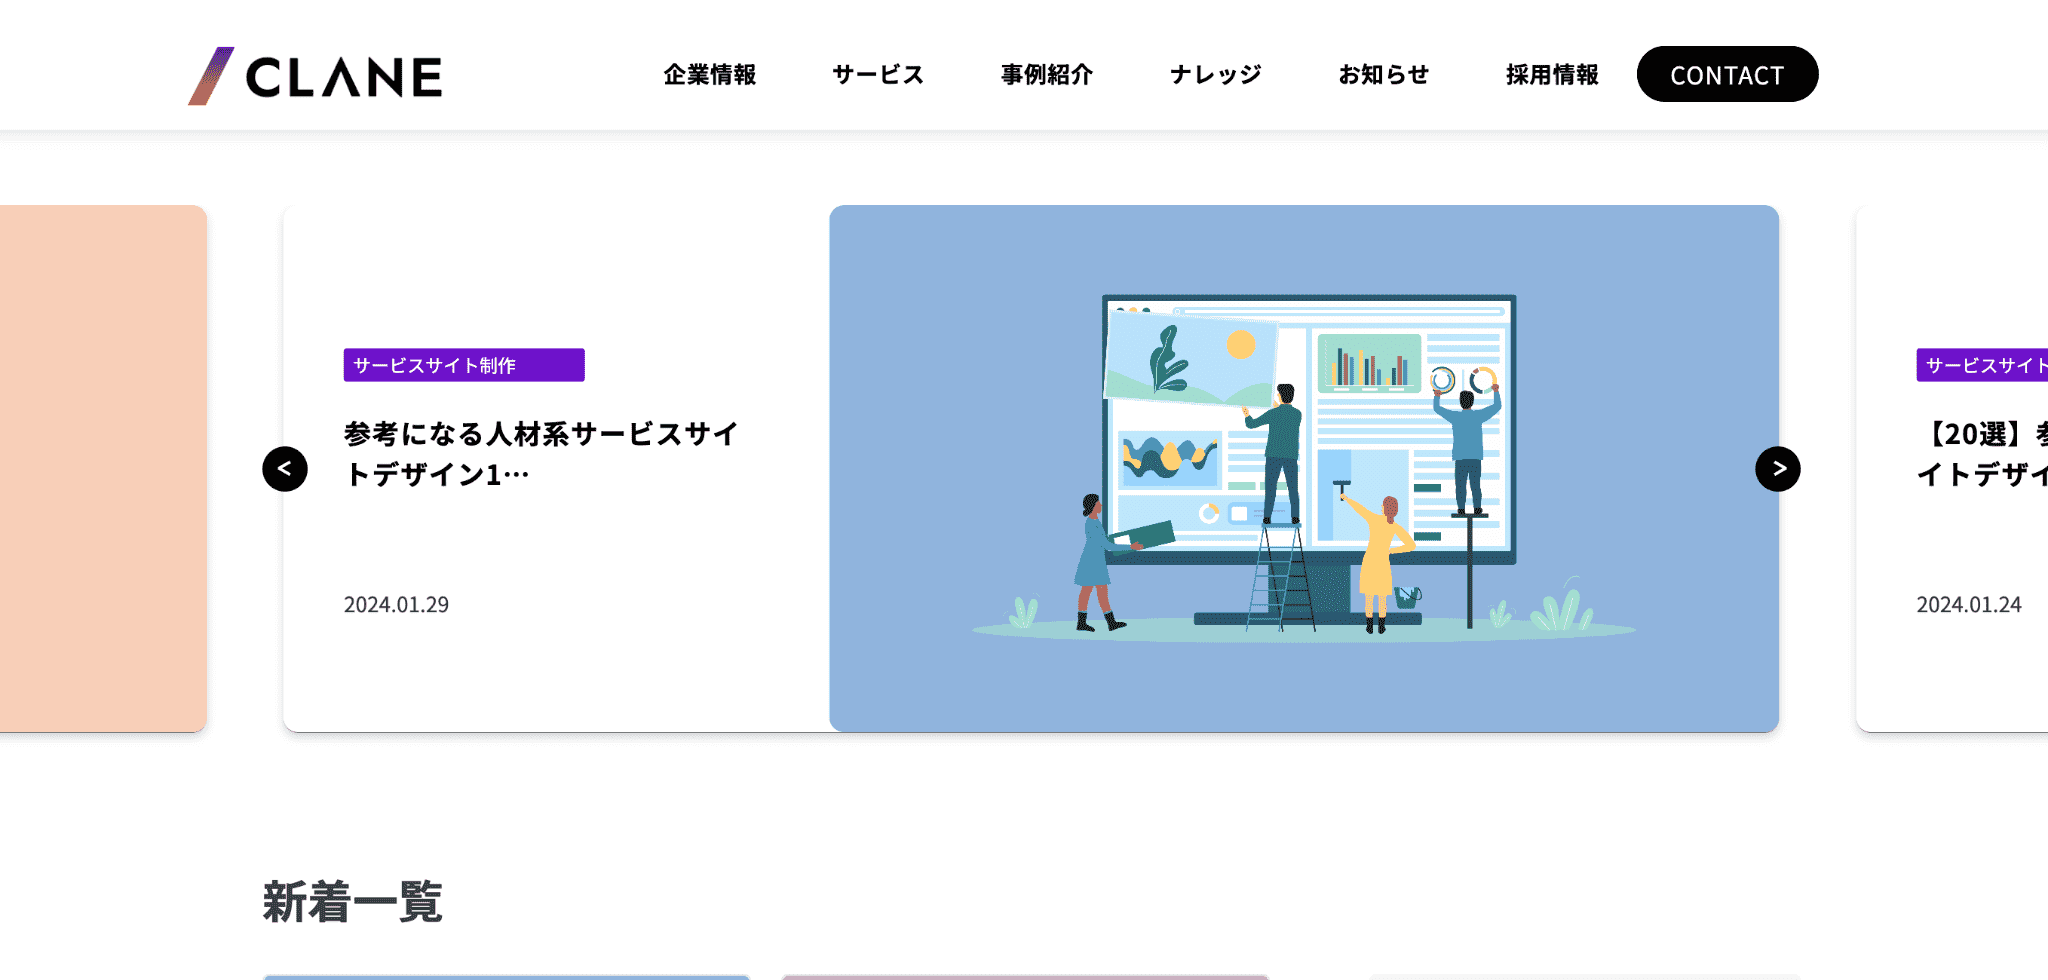 CLANE
企業情報
サービス
事例紹介
ナレッジ
お知らせ
採用情報
CONTACT
サービスサイト制作
参考になる人材系サービスサイ
トデザイン1…
2024.01.29
<
>
サービスサイト
【20選】
イトデザイ
2024.01.24
新着一覧